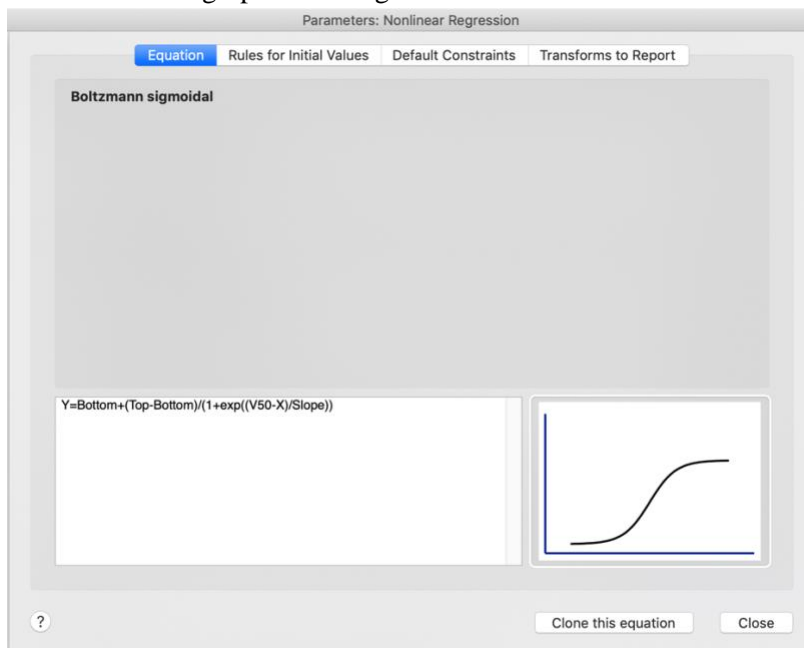 Parameters: Nonlinear Regression
Equation Rules for Initial Values Default Constraints Transforms to Report
Boltzmann sigmoidal
Y=Bottom+(Top-Bottom)/(1+exp((V50-X)/Slope))
? Clone this equation Close